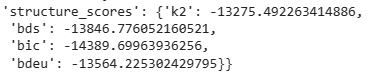 'structure_scores': {'k2': -13275.492263414886,
'bds': -13846.776052160521,
'bic': -14389.69963936256,
'bdeu': -13564.225302429795}}